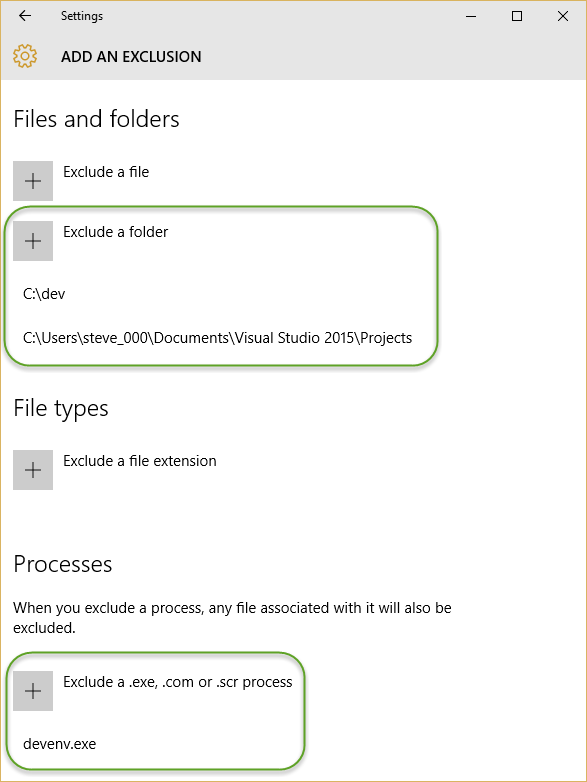 Settings
ADD AN EXCLUSION
Files and folders
Exclude a file
Exclude a folder
C:\dev
C:\Users\steve_000\Documents\Visual Studio 2015\Projects
File types
Exclude a file extension
Processes
When you exclude a process, any file associated with it will also be
excluded.
Exclude a .exe, .com or .scr process
devenv.exe